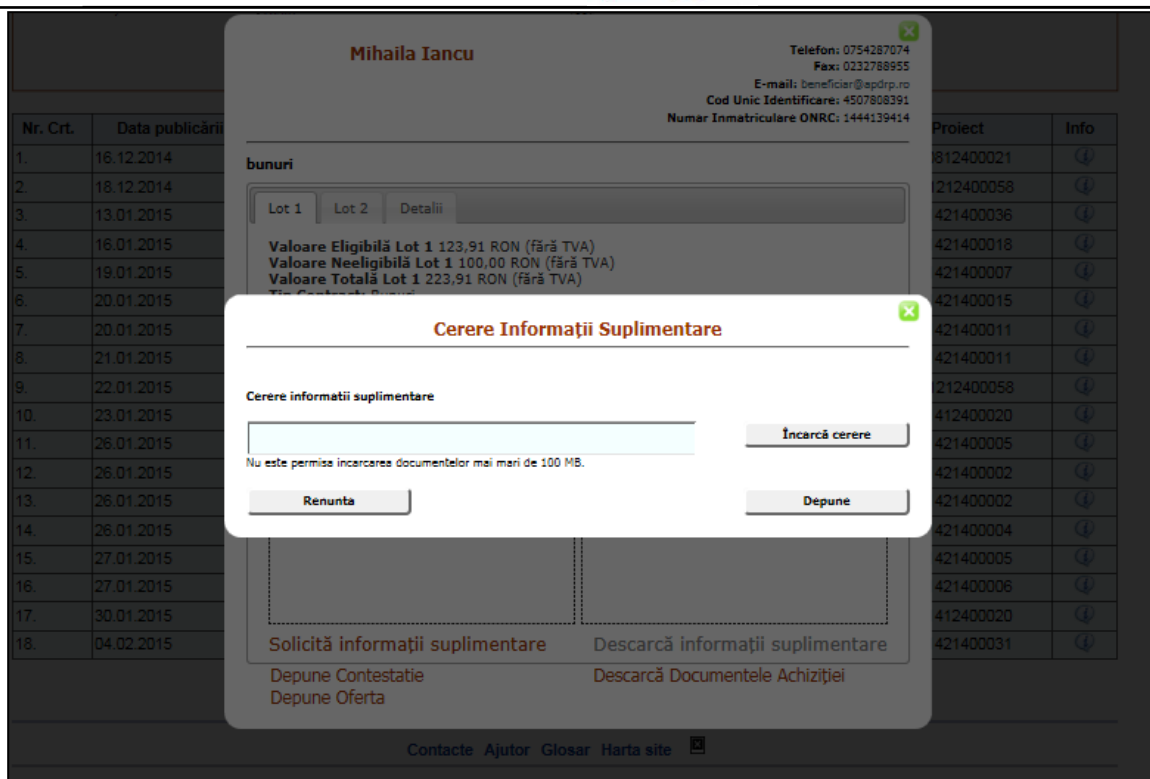 Mihaila Iancu
Telefon: 0754287074
Fax: 0232788955
E-mail: beneficiar@apdrp.ro
Cod Unic Identificare: 4507808391
Numar Inmatriculare ONRC: 1444139414
bunuri
Lot 1 Lot 2 Detalii
Valoare Eligibilă Lot 1 123,91 RON (fără TVA)
Valoare Neeligibilă Lot 1 100,00 RON (fără TVA)
Valoare Totală Lot 1 223,91 RON (fără TVA)
Cerere Informații Suplimentare
Cerere informatii suplimentare
Încarcă cerere
Nu este permisa incarcarea documentelor mai mari de 100 MB.
Renunta Depune
Solicită informații suplimentare Descarcă informații suplimentare
Depune Contestatie Descarcă Documentele Achiziției
Depune Oferta
Nr. Crt. Data publicării Proiect Info
1. 16.12.2014 0812400021
2. 18.12.2014 1212400058
3. 13.01.2015 421400036
4. 16.01.2015 421400018
5. 19.01.2015 421400007
6. 20.01.2015 421400015
7. 20.01.2015 421400011
8. 21.01.2015 421400011
9. 22.01.2015 1212400058
10. 23.01.2015 412400020
11. 26.01.2015 421400005
12. 26.01.2015 421400002
13. 26.01.2015 421400002
14. 26.01.2015 421400004
15. 27.01.2015 421400005
16. 27.01.2015 421400006
17. 30.01.2015 412400020
18. 04.02.2015 421400031
Contacte Ajutor Glosar Harta site